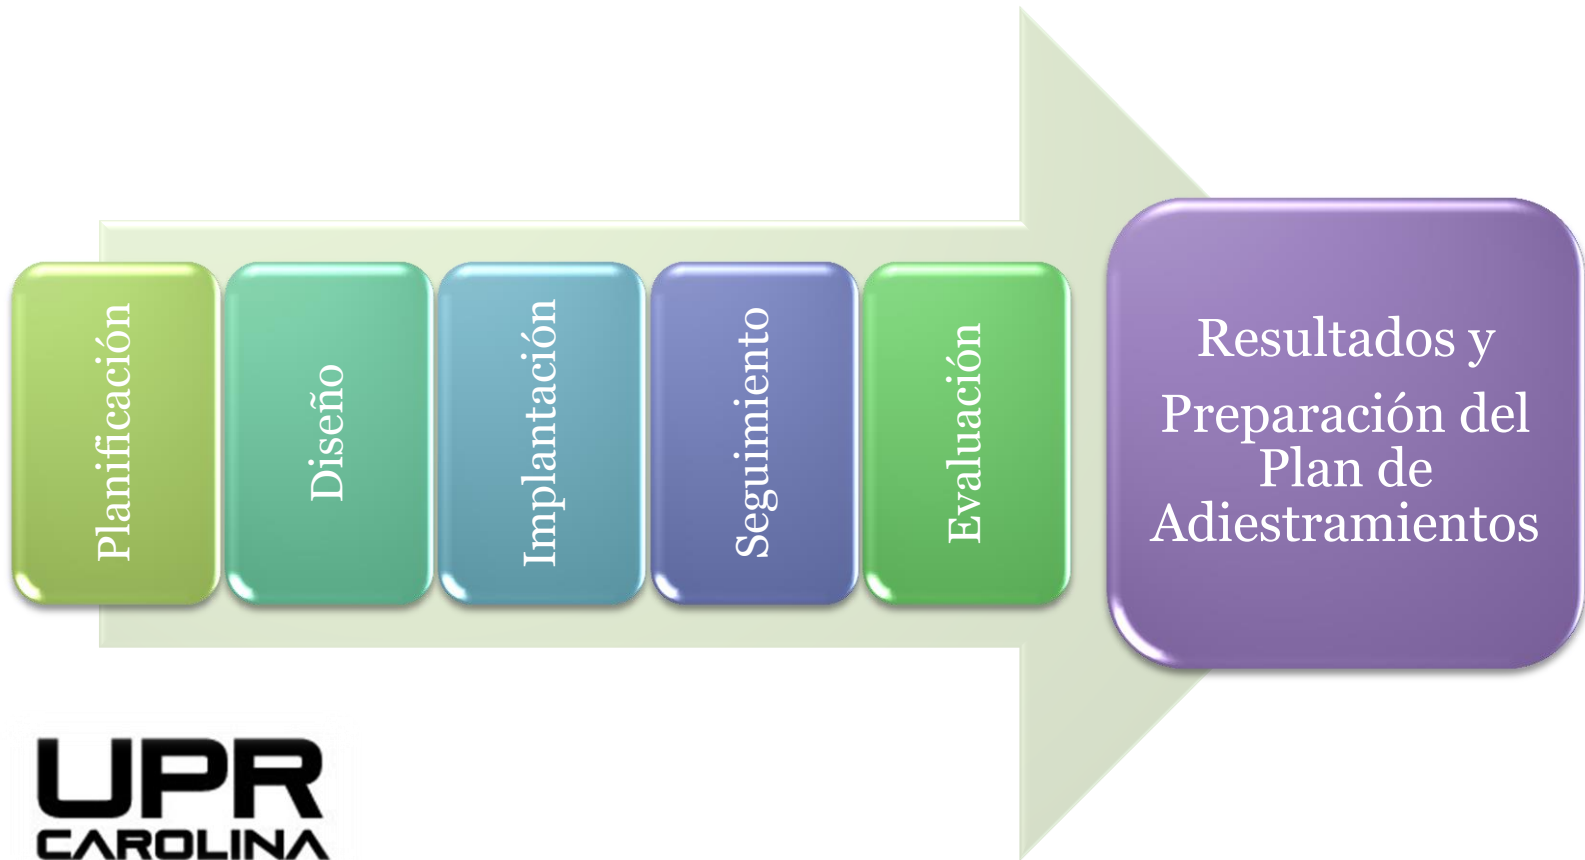 Planificación
Diseño
Implantación
Seguimiento
Evaluación
Resultados y
Preparación del
Plan de
Adiestramientos
UPR
CAROLINA